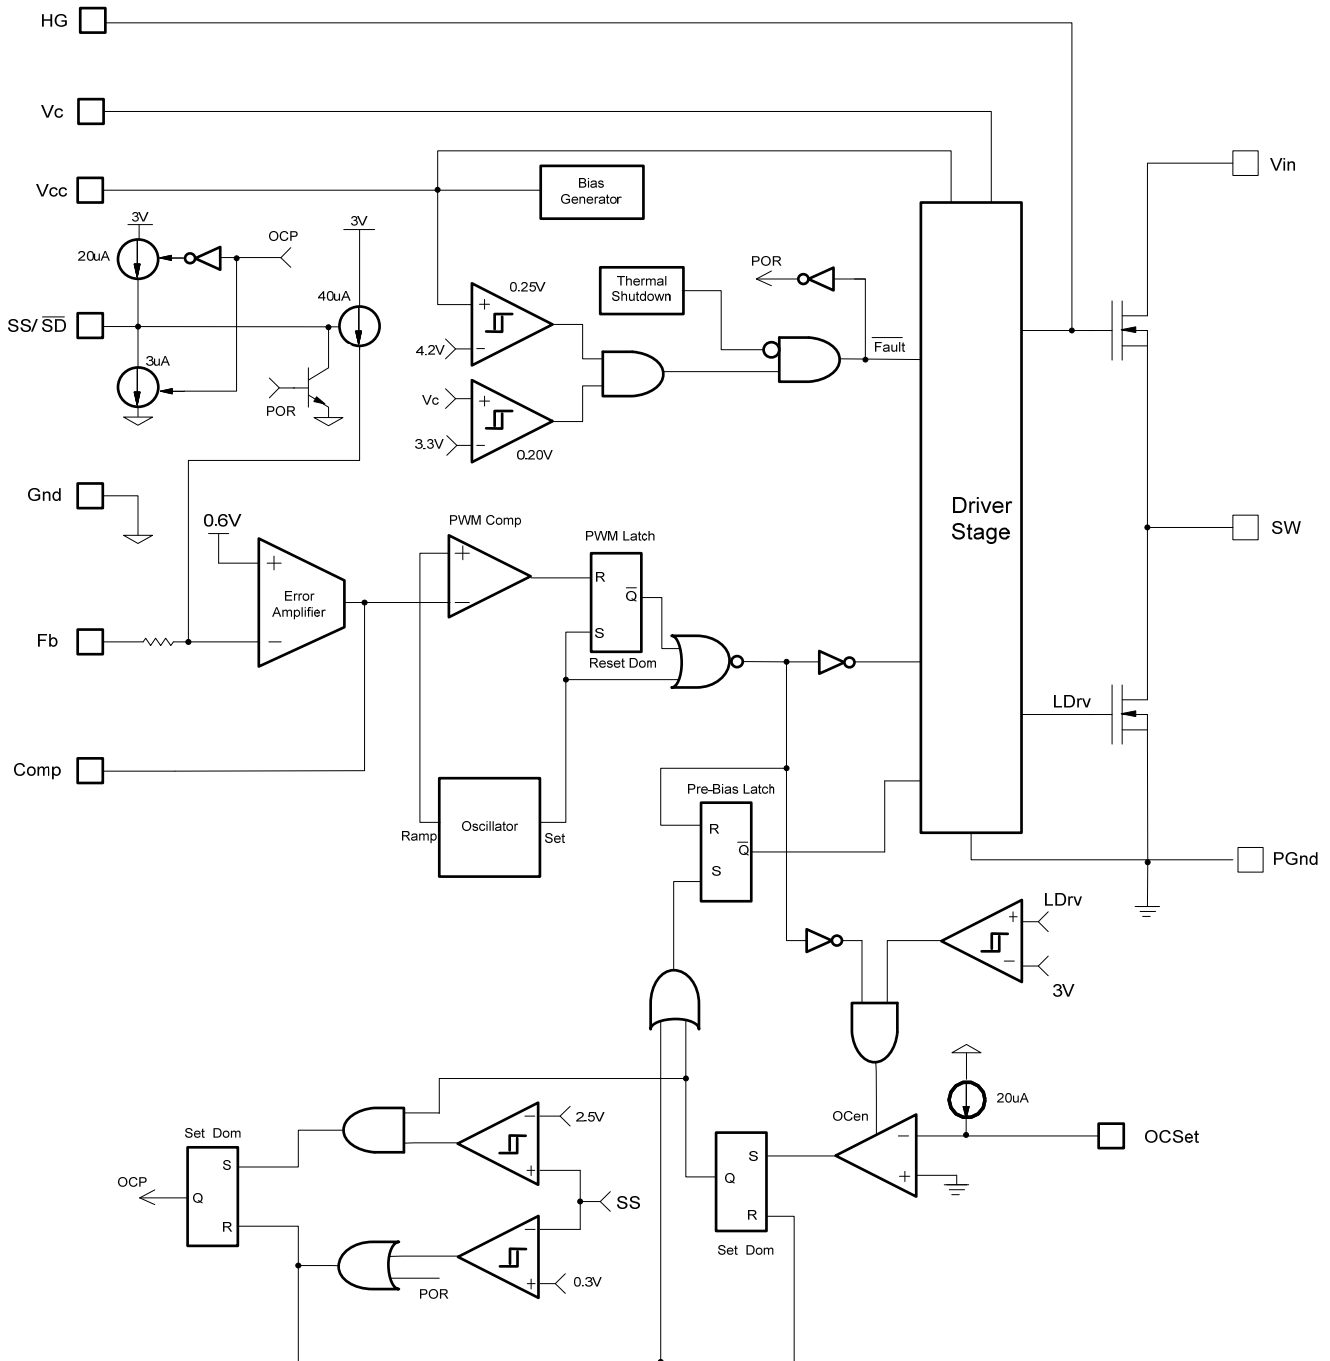 HG
Vc
Vcc
Bias
Generator
Vin
3V
3V
OCP
20uA
40uA
SS/SD
3uA
POR
0.25V
+
4.2V
−
Vc
+
3.3V
−
0.20V
Thermal
Shutdown
POR
Fault
Driver
Stage
Gnd
0.6V
+
Error
Amplifier
−
Fb
Comp
PWM Comp
+
−
PWM Latch
R
Q
S
Reset Dom
SW
LDrv
Ramp
Oscillator
Set
Pre-Bias Latch
R
Q
S
PGnd
LDrv
+
−
3V
OCen
20uA
−
OCSet
+
Set Dom
S
Q
R
OCP
−
2.5V
+
SS
−
+
0.3V
POR
S
Q
R
Set Dom